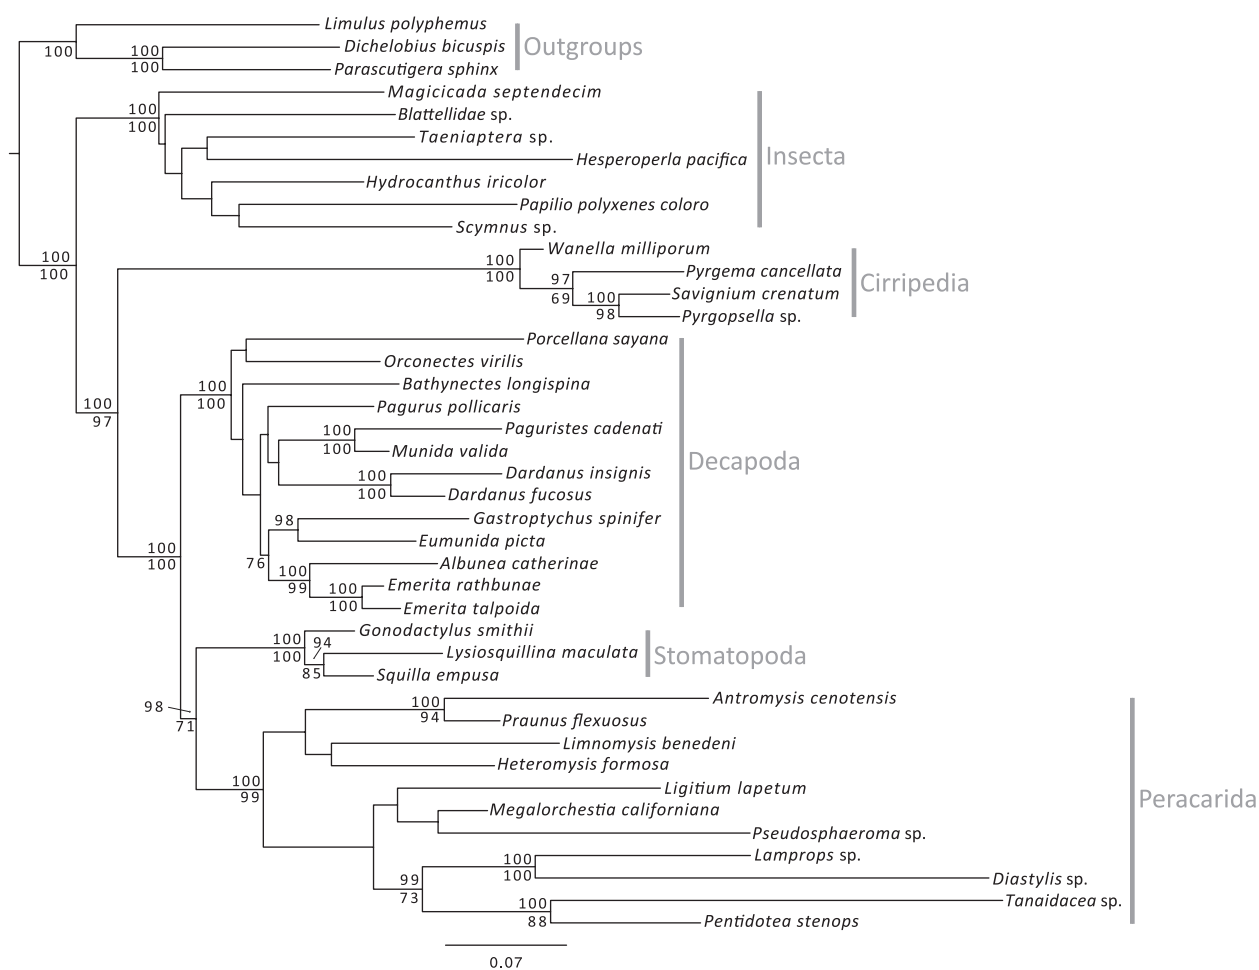 Limulus polyphemus
100
100
Dichelobius bicuspis
100
Parascutigera sphinx
Outgroups
Magicicada septendecim
100
100
Blattellidae sp.
Taeniaptera sp.
Hesperoperla pacifica
Insecta
Hydrocanthus iricolor
Papilio polyxenes coloro
Scymnus sp.
100
100
Wanella milliporum
100
100
Pyrgema cancellata
97
69
Savignium crenatum
100
98
Pyrgopsella sp.
Cirripedia
Porcellana sayana
Orconectes virilis
100
100
Bathynectes longispina
100
97
Pagurus pollicaris
Paguristes cadenati
100
100
Munida valida
Decapoda
Dardanus insignis
100
100
Dardanus fucosus
Gastroptychus spinifer
98
Eumunida picta
100
100
76
Albunea catherinae
100
99
Emerita rathbunae
100
100
Emerita talpoida
Gonodactylus smithii
100
100
94
85
Lysiosquillina maculata
Squilla empusa
Stomatopoda
98
71
Antromysis cenotensis
100
94
Praunus flexuosus
Limnomysis benedeni
Heteromysis formosa
100
99
Ligitium lapetum
Megalorchestia californiana
Peracarida
Pseudosphaeroma sp.
Lamprops sp.
100
100
Diastylis sp.
99
73
Tanaidacea sp.
100
88
Pentidotea stenops
0.07